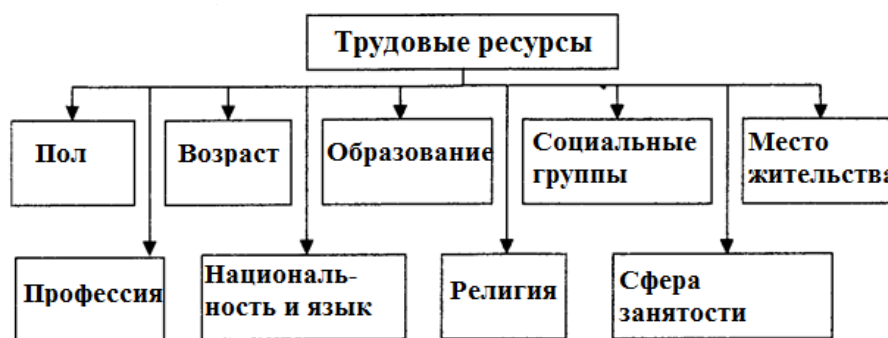 Трудовые ресурсы
Пол
Возраст
Образование
Социальные
группы
Место
жительства
Профессия
Националь-
ность и язык
Религия
Сфера
занятости